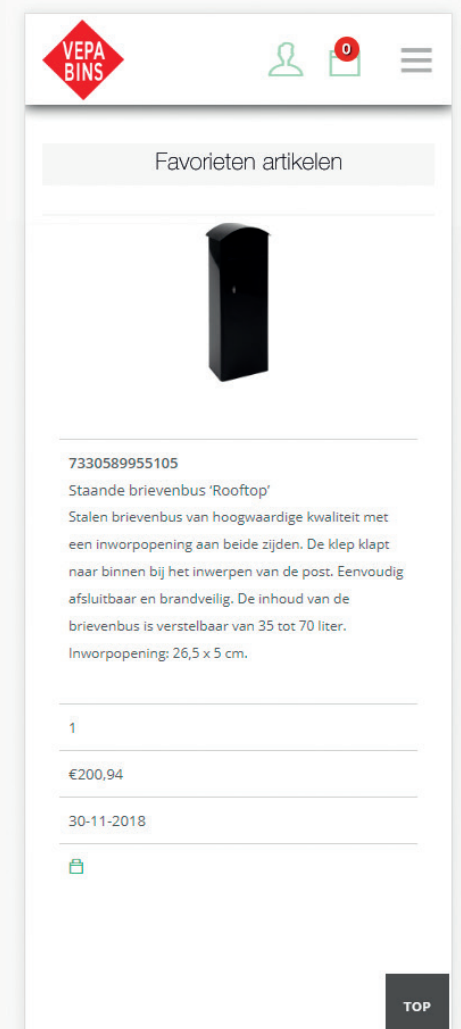 VEPA
BINS
0
Favorieten artikelen
7330589955105
Staande brievenbus 'Rooftop'
Stalen brievenbus van hoogwaardige kwaliteit met
een inworpopening aan beide zijden. De klep klapt
naar binnen bij het inwerpen van de post. Eenvoudig
afsluitbaar en brandveilig. De inhoud van de
brievenbus is verstelbaar van 35 tot 70 liter.
Inworpopening: 26,5 x 5 cm.
1
€200,94
30-11-2018
TOP